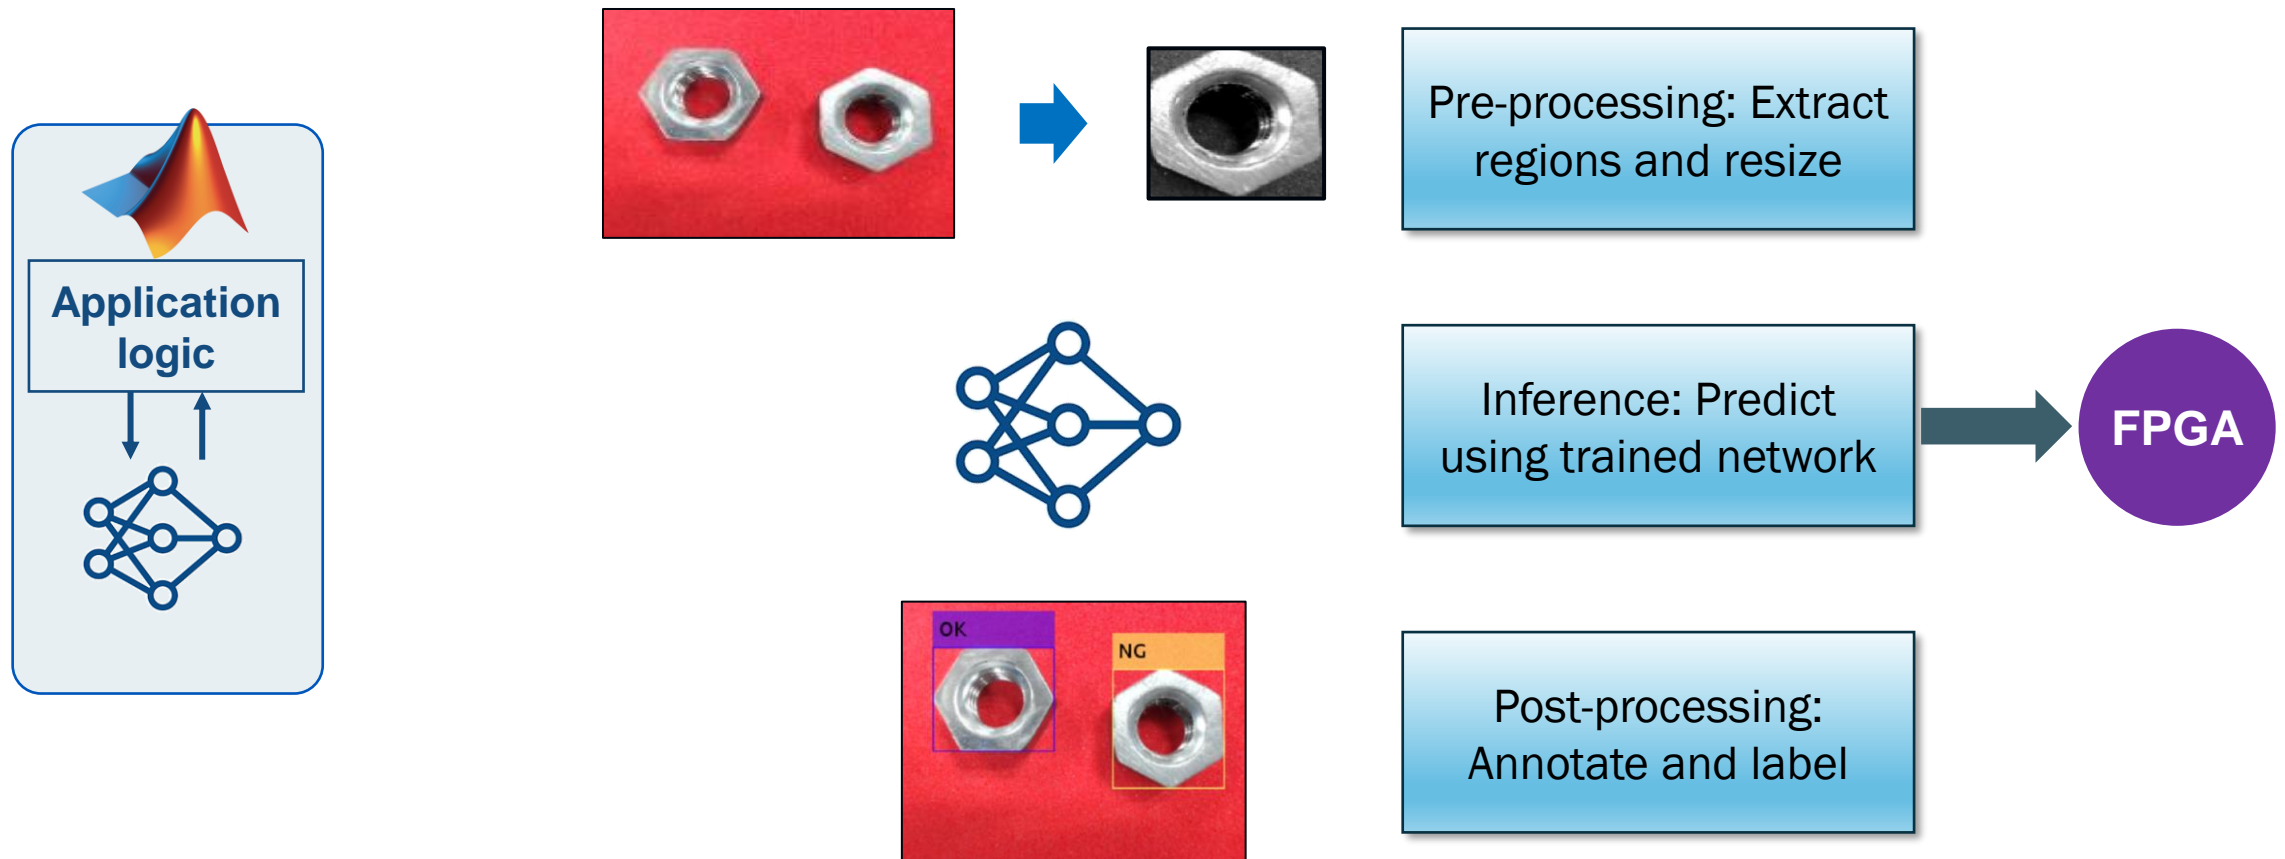 Application
logic
Pre-processing: Extract
regions and resize
Inference: Predict
using trained network
FPGA
OK
NG
Post-processing:
Annotate and label